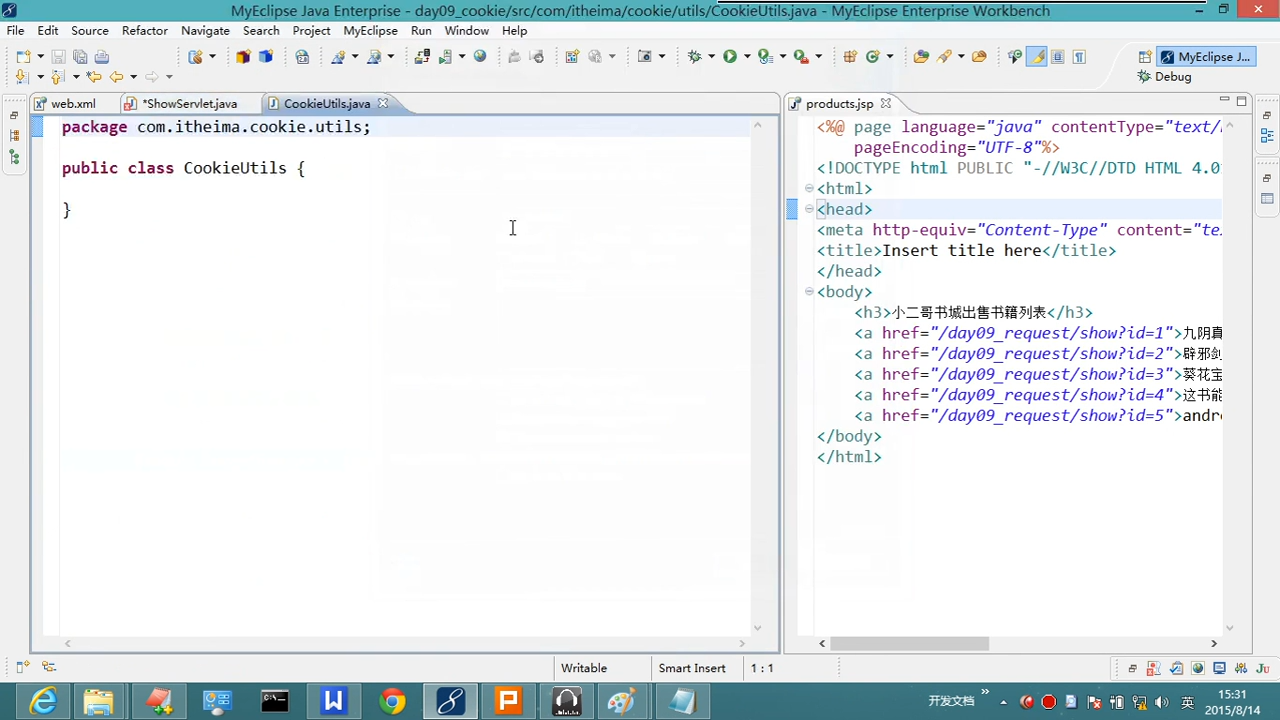 MyEclipse Java Enterprise - day09_cookie/src/com/itheima/cookie/utils/CookieUtils.java - MyEclipse Enterprise Workbench
File Edit Source Refactor Navigate Search Project MyEclipse Run Window Help
MyEclipse J...
Debug
web.xml *ShowServlet.java CookieUtils.java
package com.itheima.cookie.utils;
public class CookieUtils {
}
products.jsp
<%@ page language="java" contentType="text/
pageEncoding="UTF-8"%>
<!DOCTYPE html PUBLIC "-//W3C//DTD HTML 4.0
<html>
<head>
<meta http-equiv="Content-Type" content="te
<title>Insert title here</title>
</head>
<body>
<h3>小二哥书城出售书籍列表</h3>
<a href="/day09_request/show?id=1">九阴真
<a href="/day09_request/show?id=2">辟邪剑
<a href="/day09_request/show?id=3">葵花宝
<a href="/day09_request/show?id=4">这书能
<a href="/day09_request/show?id=5">andr
</body>
</html>
Writable Smart Insert 1 : 1
开发文档 英 15:31
2015/8/14